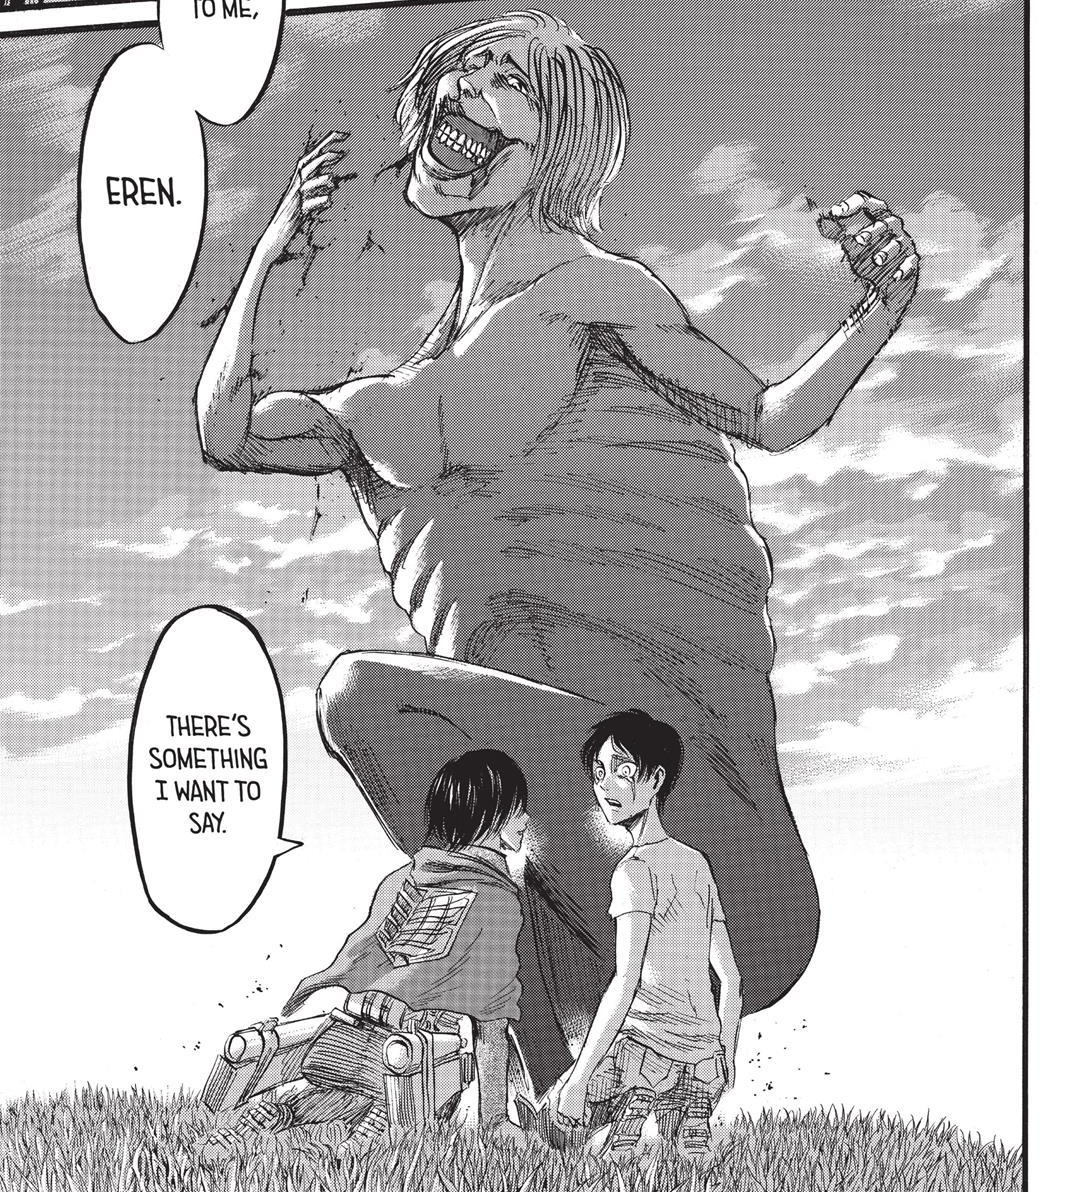 TO ME,
EREN.
THERE'S
SOMETHING
I WANT TO
SAY.